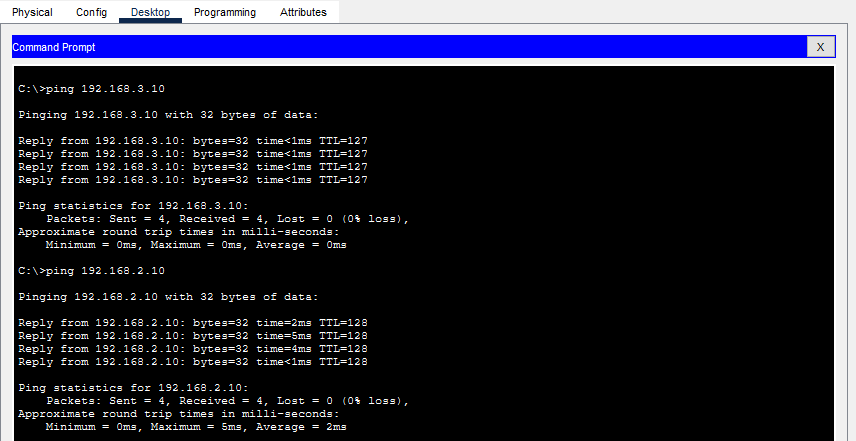 Physical Config Desktop Programming Attributes
Command Prompt X
C:\>ping 192.168.3.10
Pinging 192.168.3.10 with 32 bytes of data:
Reply from 192.168.3.10: bytes=32 time<1ms TTL=127
Reply from 192.168.3.10: bytes=32 time<1ms TTL=127
Reply from 192.168.3.10: bytes=32 time<1ms TTL=127
Reply from 192.168.3.10: bytes=32 time<1ms TTL=127
Ping statistics for 192.168.3.10:
    Packets: Sent = 4, Received = 4, Lost = 0 (0% loss),
Approximate round trip times in milli-seconds:
    Minimum = 0ms, Maximum = 0ms, Average = 0ms
C:\>ping 192.168.2.10
Pinging 192.168.2.10 with 32 bytes of data:
Reply from 192.168.2.10: bytes=32 time=2ms TTL=128
Reply from 192.168.2.10: bytes=32 time=5ms TTL=128
Reply from 192.168.2.10: bytes=32 time=4ms TTL=128
Reply from 192.168.2.10: bytes=32 time<1ms TTL=128
Ping statistics for 192.168.2.10:
    Packets: Sent = 4, Received = 4, Lost = 0 (0% loss),
Approximate round trip times in milli-seconds:
    Minimum = 0ms, Maximum = 5ms, Average = 2ms